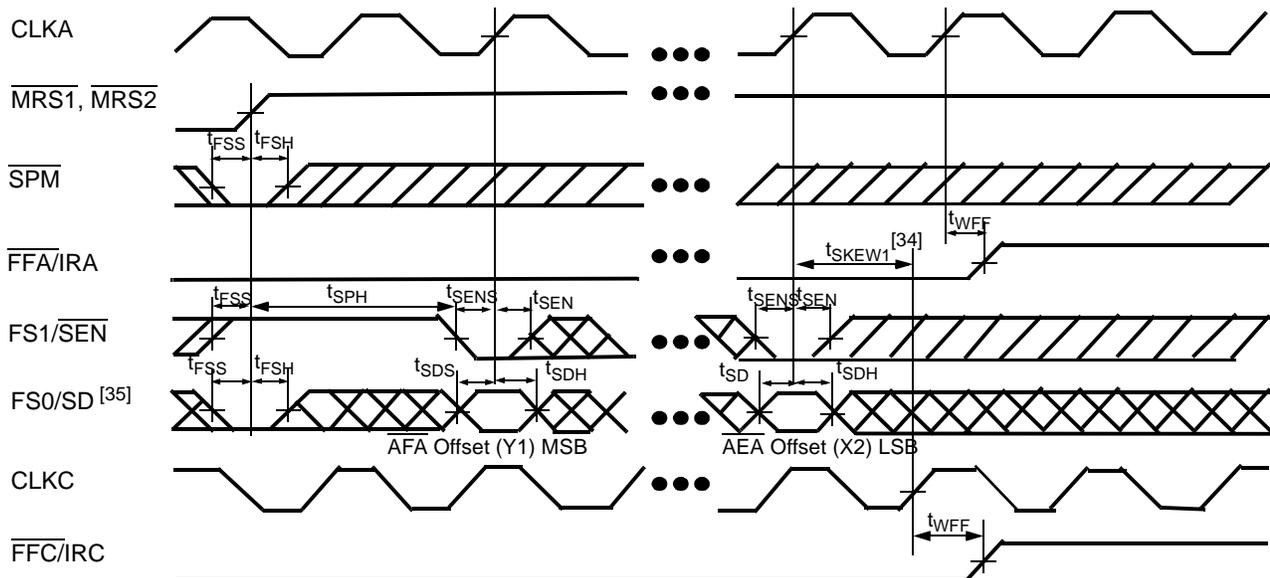 CLKA
MRS1, MRS2
tFSS tFSH
SPM
tWFF
FFA/IRA
tSKEW1[34]
tFSS tSPH tSENS tSEN tSENS tSEN
FS1/SEN
tFSS tFSH tSDS tSDH tSD tSDH
FS0/SD [35]
AFA Offset (Y1) MSB AEA Offset (X2) LSB
CLKC
tWFF
FFC/IRC